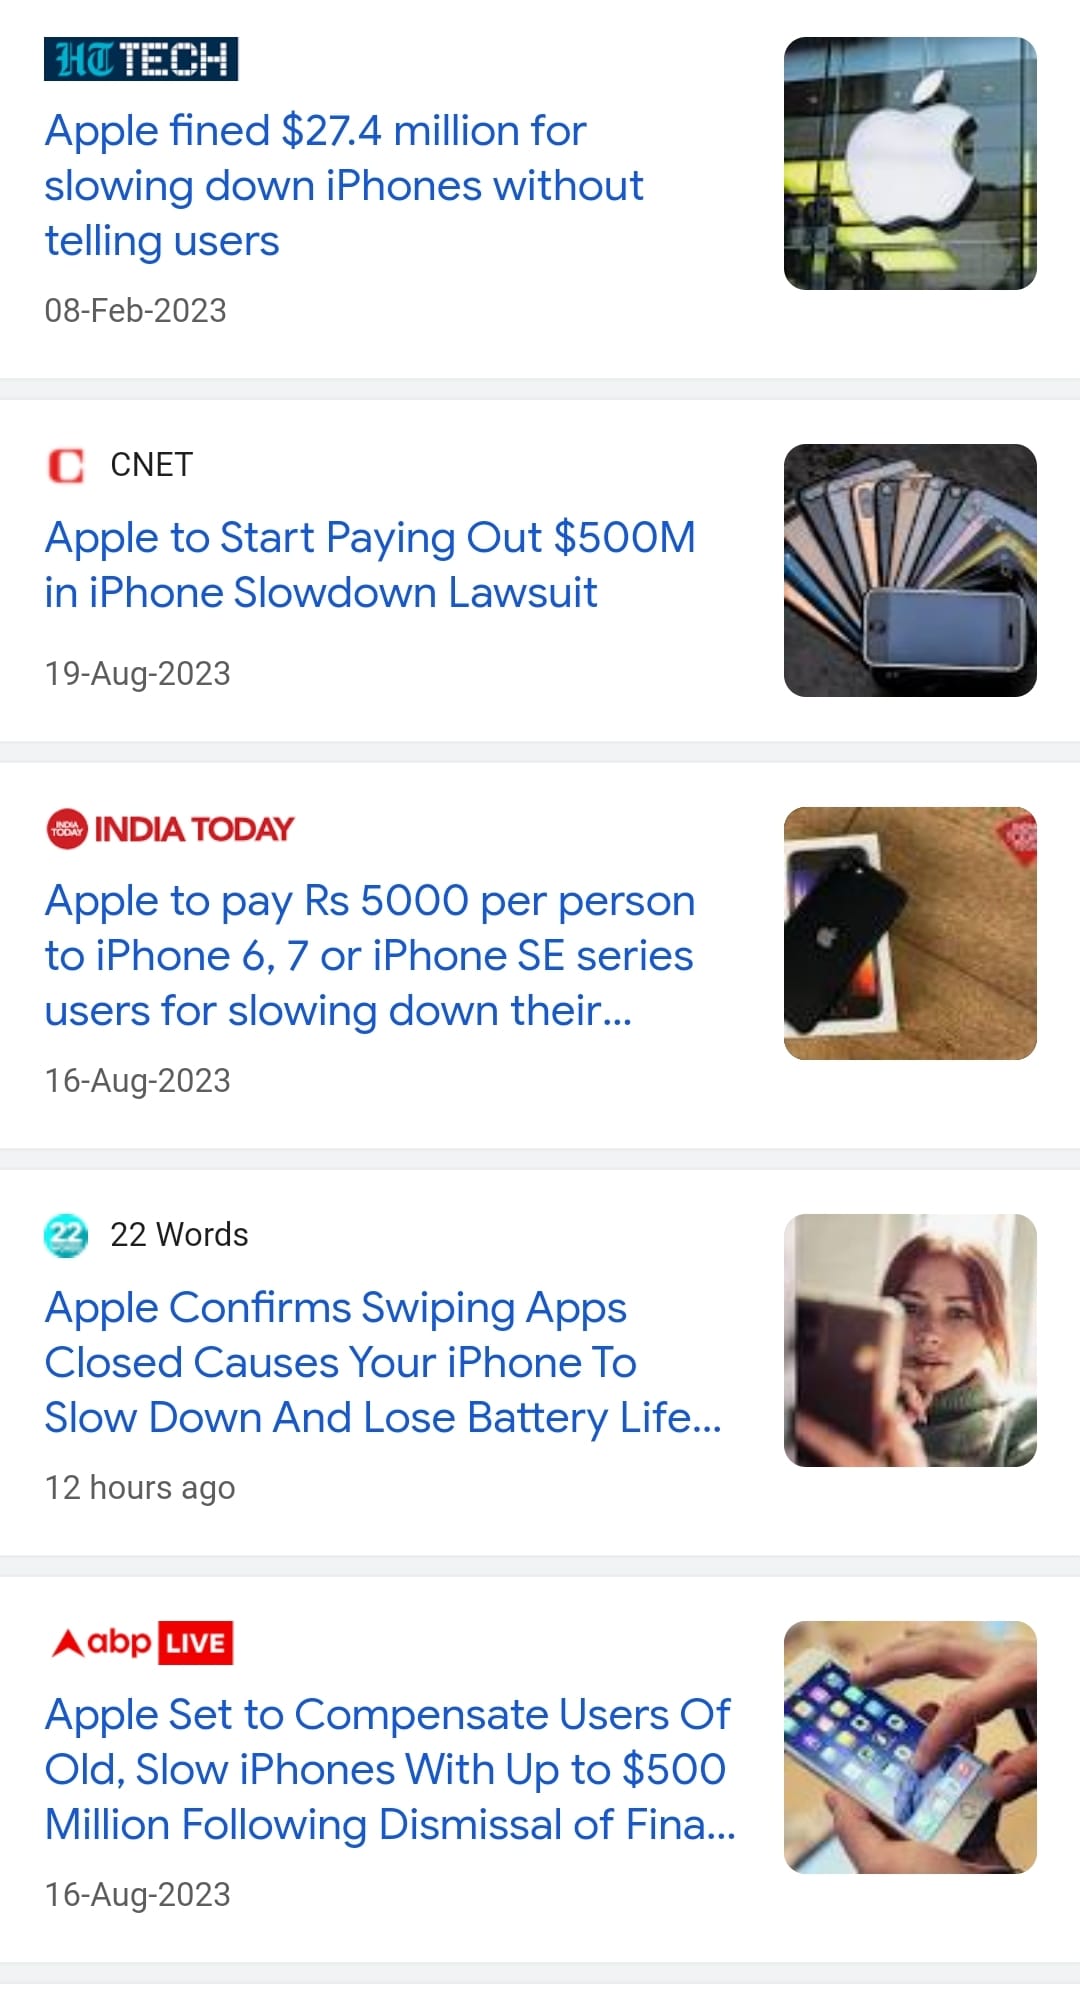 HT TECH
Apple fined $27.4 million for
slowing down iPhones without
telling users
08-Feb-2023
C CNET
Apple to Start Paying Out $500M
in iPhone Slowdown Lawsuit
19-Aug-2023
INDIA TODAY INDIA TODAY
Apple to pay Rs 5000 per person
to iPhone 6, 7 or iPhone SE series
users for slowing down their...
16-Aug-2023
22 22 Words
Apple Confirms Swiping Apps
Closed Causes Your iPhone To
Slow Down And Lose Battery Life...
12 hours ago
abp LIVE
Apple Set to Compensate Users Of
Old, Slow iPhones With Up to $500
Million Following Dismissal of Fina...
16-Aug-2023